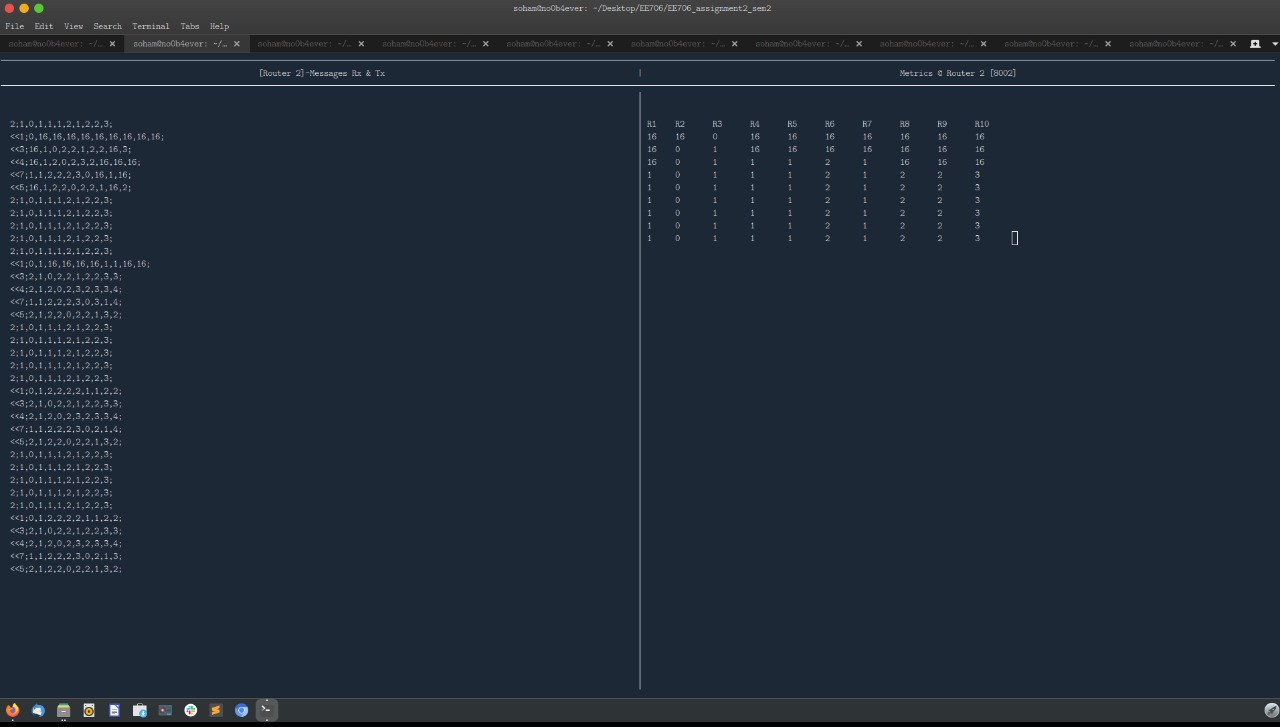 soham@no0b4ever: ~/Desktop/EE706/EE706_assignment2_sem2
File Edit View Search Terminal Tabs Help
soham@no0b4ever: ~/… × soham@no0b4ever: ~/… × soham@no0b4ever: ~/… × soham@no0b4ever: ~/… × soham@no0b4ever: ~/… × soham@no0b4ever: ~/… × soham@no0b4ever: ~/… × soham@no0b4ever: ~/… × soham@no0b4ever: ~/… × soham@no0b4ever: ~/… ×
[Router 2]-Messages Rx & Tx | Metrics @ Router 2 [8002]
2;1,0,1,1,1,2,1,2,2,3;
<<1;0,16,16,16,16,16,16,16,16,16;
<<3;16,1,0,2,2,1,2,2,16,3;
<<4;16,1,2,0,2,3,2,16,16,16;
<<7;1,1,2,2,2,3,0,16,1,16;
<<5;16,1,2,2,0,2,2,1,16,2;
2;1,0,1,1,1,2,1,2,2,3;
2;1,0,1,1,1,2,1,2,2,3;
2;1,0,1,1,1,2,1,2,2,3;
2;1,0,1,1,1,2,1,2,2,3;
2;1,0,1,1,1,2,1,2,2,3;
<<1;0,1,16,16,16,16,1,1,16,16;
<<3;2,1,0,2,2,1,2,2,3,3;
<<4;2,1,2,0,2,3,2,3,3,4;
<<7;1,1,2,2,2,3,0,3,1,4;
<<5;2,1,2,2,0,2,2,1,3,2;
2;1,0,1,1,1,2,1,2,2,3;
2;1,0,1,1,1,2,1,2,2,3;
2;1,0,1,1,1,2,1,2,2,3;
2;1,0,1,1,1,2,1,2,2,3;
2;1,0,1,1,1,2,1,2,2,3;
<<1;0,1,2,2,2,2,1,1,2,2;
<<3;2,1,0,2,2,1,2,2,3,3;
<<4;2,1,2,0,2,3,2,3,3,4;
<<7;1,1,2,2,2,3,0,2,1,4;
<<5;2,1,2,2,0,2,2,1,3,2;
2;1,0,1,1,1,2,1,2,2,3;
2;1,0,1,1,1,2,1,2,2,3;
2;1,0,1,1,1,2,1,2,2,3;
2;1,0,1,1,1,2,1,2,2,3;
2;1,0,1,1,1,2,1,2,2,3;
<<1;0,1,2,2,2,2,1,1,2,2;
<<3;2,1,0,2,2,1,2,2,3,3;
<<4;2,1,2,0,2,3,2,3,3,4;
<<7;1,1,2,2,2,3,0,2,1,3;
<<5;2,1,2,2,0,2,2,1,3,2;
R1 R2 R3 R4 R5 R6 R7 R8 R9 R10
16 16 0 16 16 16 16 16 16 16
16 0 1 16 16 16 16 16 16 16
16 0 1 1 1 2 1 16 16 16
1 0 1 1 1 2 1 2 2 3
1 0 1 1 1 2 1 2 2 3
1 0 1 1 1 2 1 2 2 3
1 0 1 1 1 2 1 2 2 3
1 0 1 1 1 2 1 2 2 3
1 0 1 1 1 2 1 2 2 3